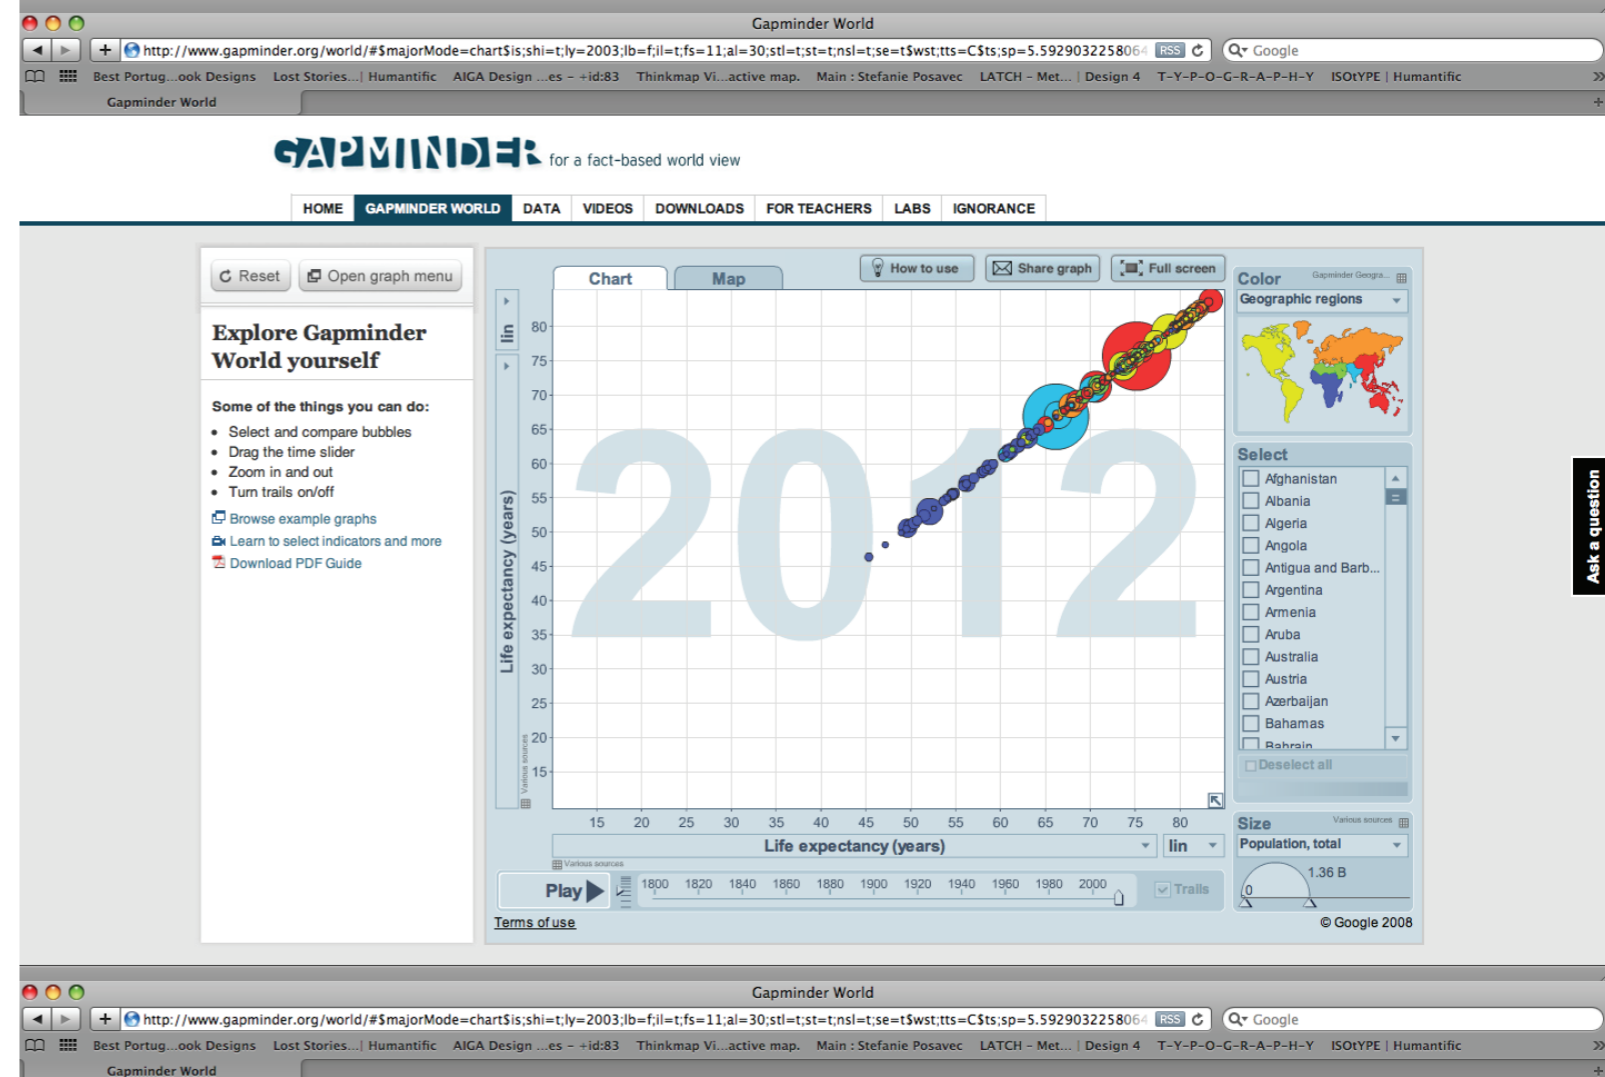 Gapminder World
http://www.gapminder.org/world/#$majorMode=chart$is;shi=t;ly=2003;lb=f;il=t;fs=11;al=30;stl=t;st=t;nsl=t;se=t$wst;tts=C$ts;sp=5.5929032258064 RSS Google
Best Portug...ook Designs Lost Stories...| Humantific AIGA Design ...es – +id:83 Thinkmap Vi...active map. Main : Stefanie Posavec LATCH – Met... | Design 4 T-Y-P-O-G-R-A-P-H-Y ISOtYPE | Humantific
Gapminder World
GAPMINDER for a fact-based world view
HOME GAPMINDER WORLD DATA VIDEOS DOWNLOADS FOR TEACHERS LABS IGNORANCE
Reset Open graph menu
Explore Gapminder
World yourself
Some of the things you can do:
• Select and compare bubbles
• Drag the time slider
• Zoom in and out
• Turn trails on/off
Browse example graphs
Learn to select indicators and more
Download PDF Guide
Chart Map
How to use Share graph Full screen
lin
Life expectancy (years)
Various sources
80
75
70
65
60
55
50
45
40
35
30
25
20
15
2012
15 20 25 30 35 40 45 50 55 60 65 70 75 80
Life expectancy (years) lin
Various sources
Play 1800 1820 1840 1860 1880 1900 1920 1940 1960 1980 2000 Trails
Terms of use
Color Gapminder Geogra...
Geographic regions
Select
Afghanistan
Albania
Algeria
Angola
Antigua and Barb...
Argentina
Armenia
Aruba
Australia
Austria
Azerbaijan
Bahamas
Bahrain
Deselect all
Size Various sources
Population, total
1.36 B
0
© Google 2008
Ask a question
Gapminder World
http://www.gapminder.org/world/#$majorMode=chart$is;shi=t;ly=2003;lb=f;il=t;fs=11;al=30;stl=t;st=t;nsl=t;se=t$wst;tts=C$ts;sp=5.5929032258064 RSS Google
Best Portug...ook Designs Lost Stories...| Humantific AIGA Design ...es – +id:83 Thinkmap Vi...active map. Main : Stefanie Posavec LATCH – Met... | Design 4 T-Y-P-O-G-R-A-P-H-Y ISOtYPE | Humantific
Gapminder World